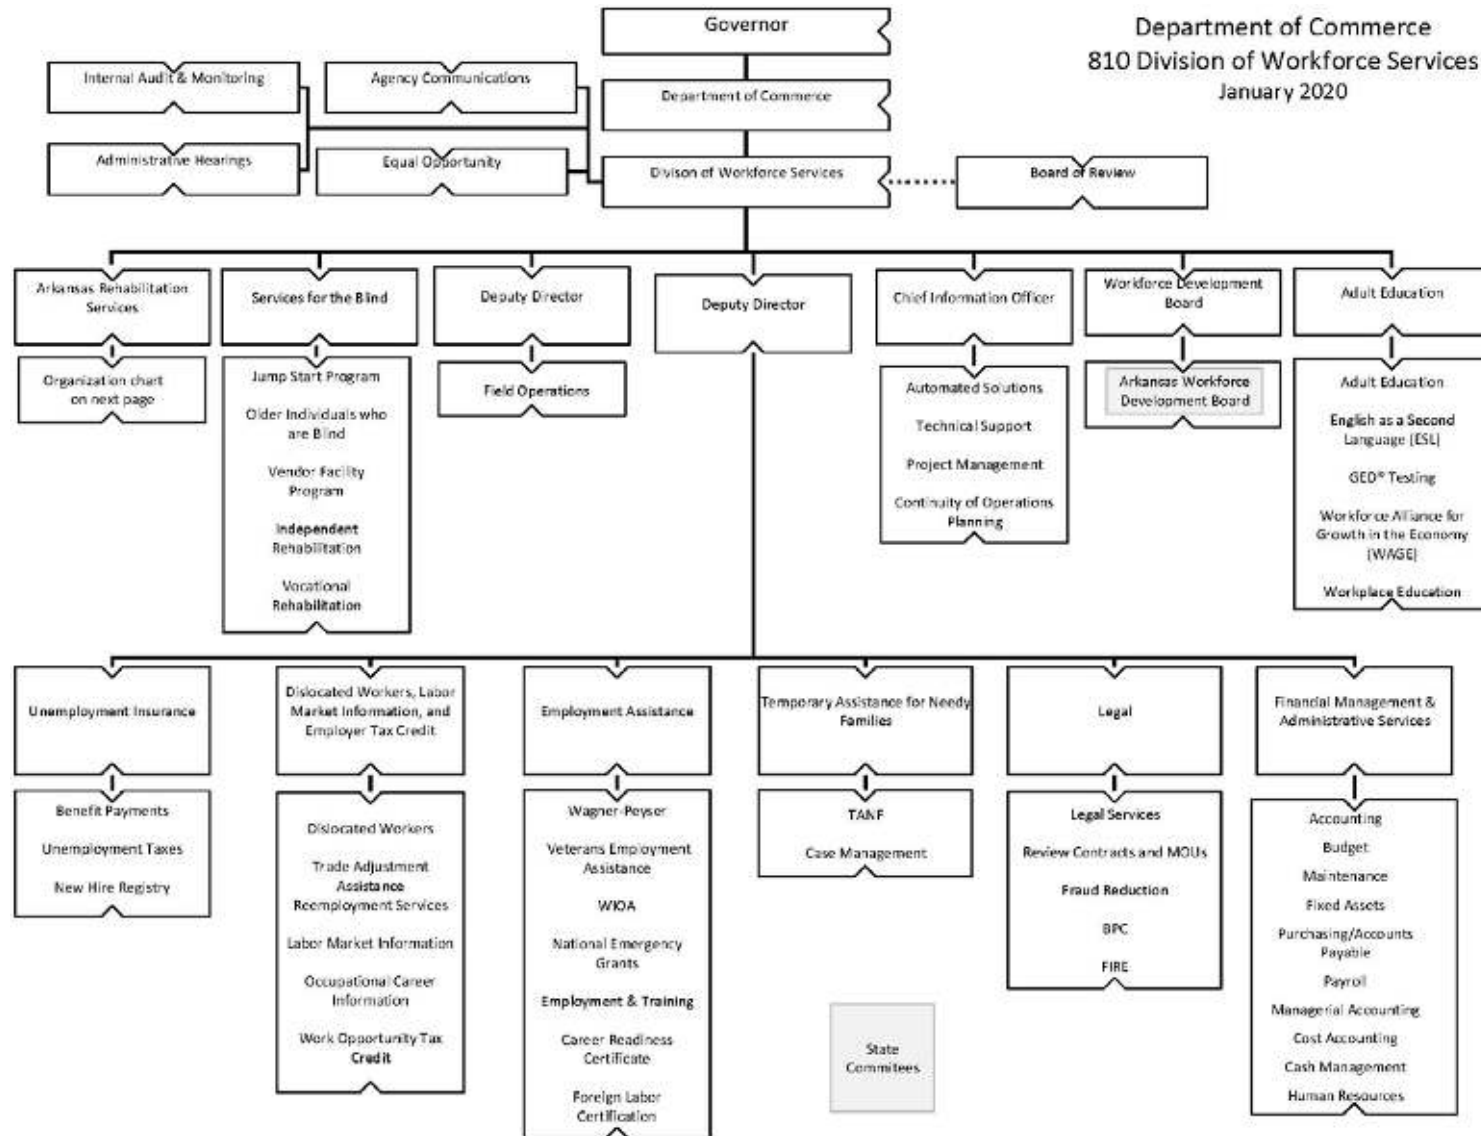 Governor
Department of Commerce
810 Division of Workforce Services
January 2020
Internal Audit & Monitoring
Agency Communications
Department of Commerce
Administrative Hearings
Equal Opportunity
Divison of Workforce Services
Board of Review
Arkansas Rehabilitation
Services
Services for the Blind
Deputy Director
Deputy Director
Chief Information Officer
Workforce Development
Board
Adult Education
Organization chart
on next page
Jump Start Program
Older Individuals who
are Blind
Vendor Facility
Program
Independent
Rehabilitation
Vocational
Rehabilitation
Field Operations
Automated Solutions
Technical Support
Project Management
Continuity of Operations
Planning
Arkansas Workforce
Development Board
Adult Education
English as a Second
Language (ESL)
GED® Testing
Workforce Alliance for
Growth in the Economy
(WAGE)
Workplace Education
Unemployment Insurance
Dislocated Workers, Labor
Market Information, and
Employer Tax Credit
Employment Assistance
Temporary Assistance for Needy
Families
Legal
Financial Management &
Administrative Services
Benefit Payments
Unemployment Taxes
New Hire Registry
Dislocated Workers
Trade Adjustment
Assistance
Reemployment Services
Labor Market Information
Occupational Career
Information
Work Opportunity Tax
Credit
Wagner-Peyser
Veterans Employment
Assistance
WIOA
National Emergency
Grants
Employment & Training
Career Readiness
Certificate
Foreign Labor
Certification
TANF
Case Management
Legal Services
Review Contracts and MOUs
Fraud Reduction
BPC
FIRE
Accounting
Budget
Maintenance
Fixed Assets
Purchasing/Accounts
Payable
Payroll
Managerial Accounting
Cost Accounting
Cash Management
Human Resources
State
Commitees